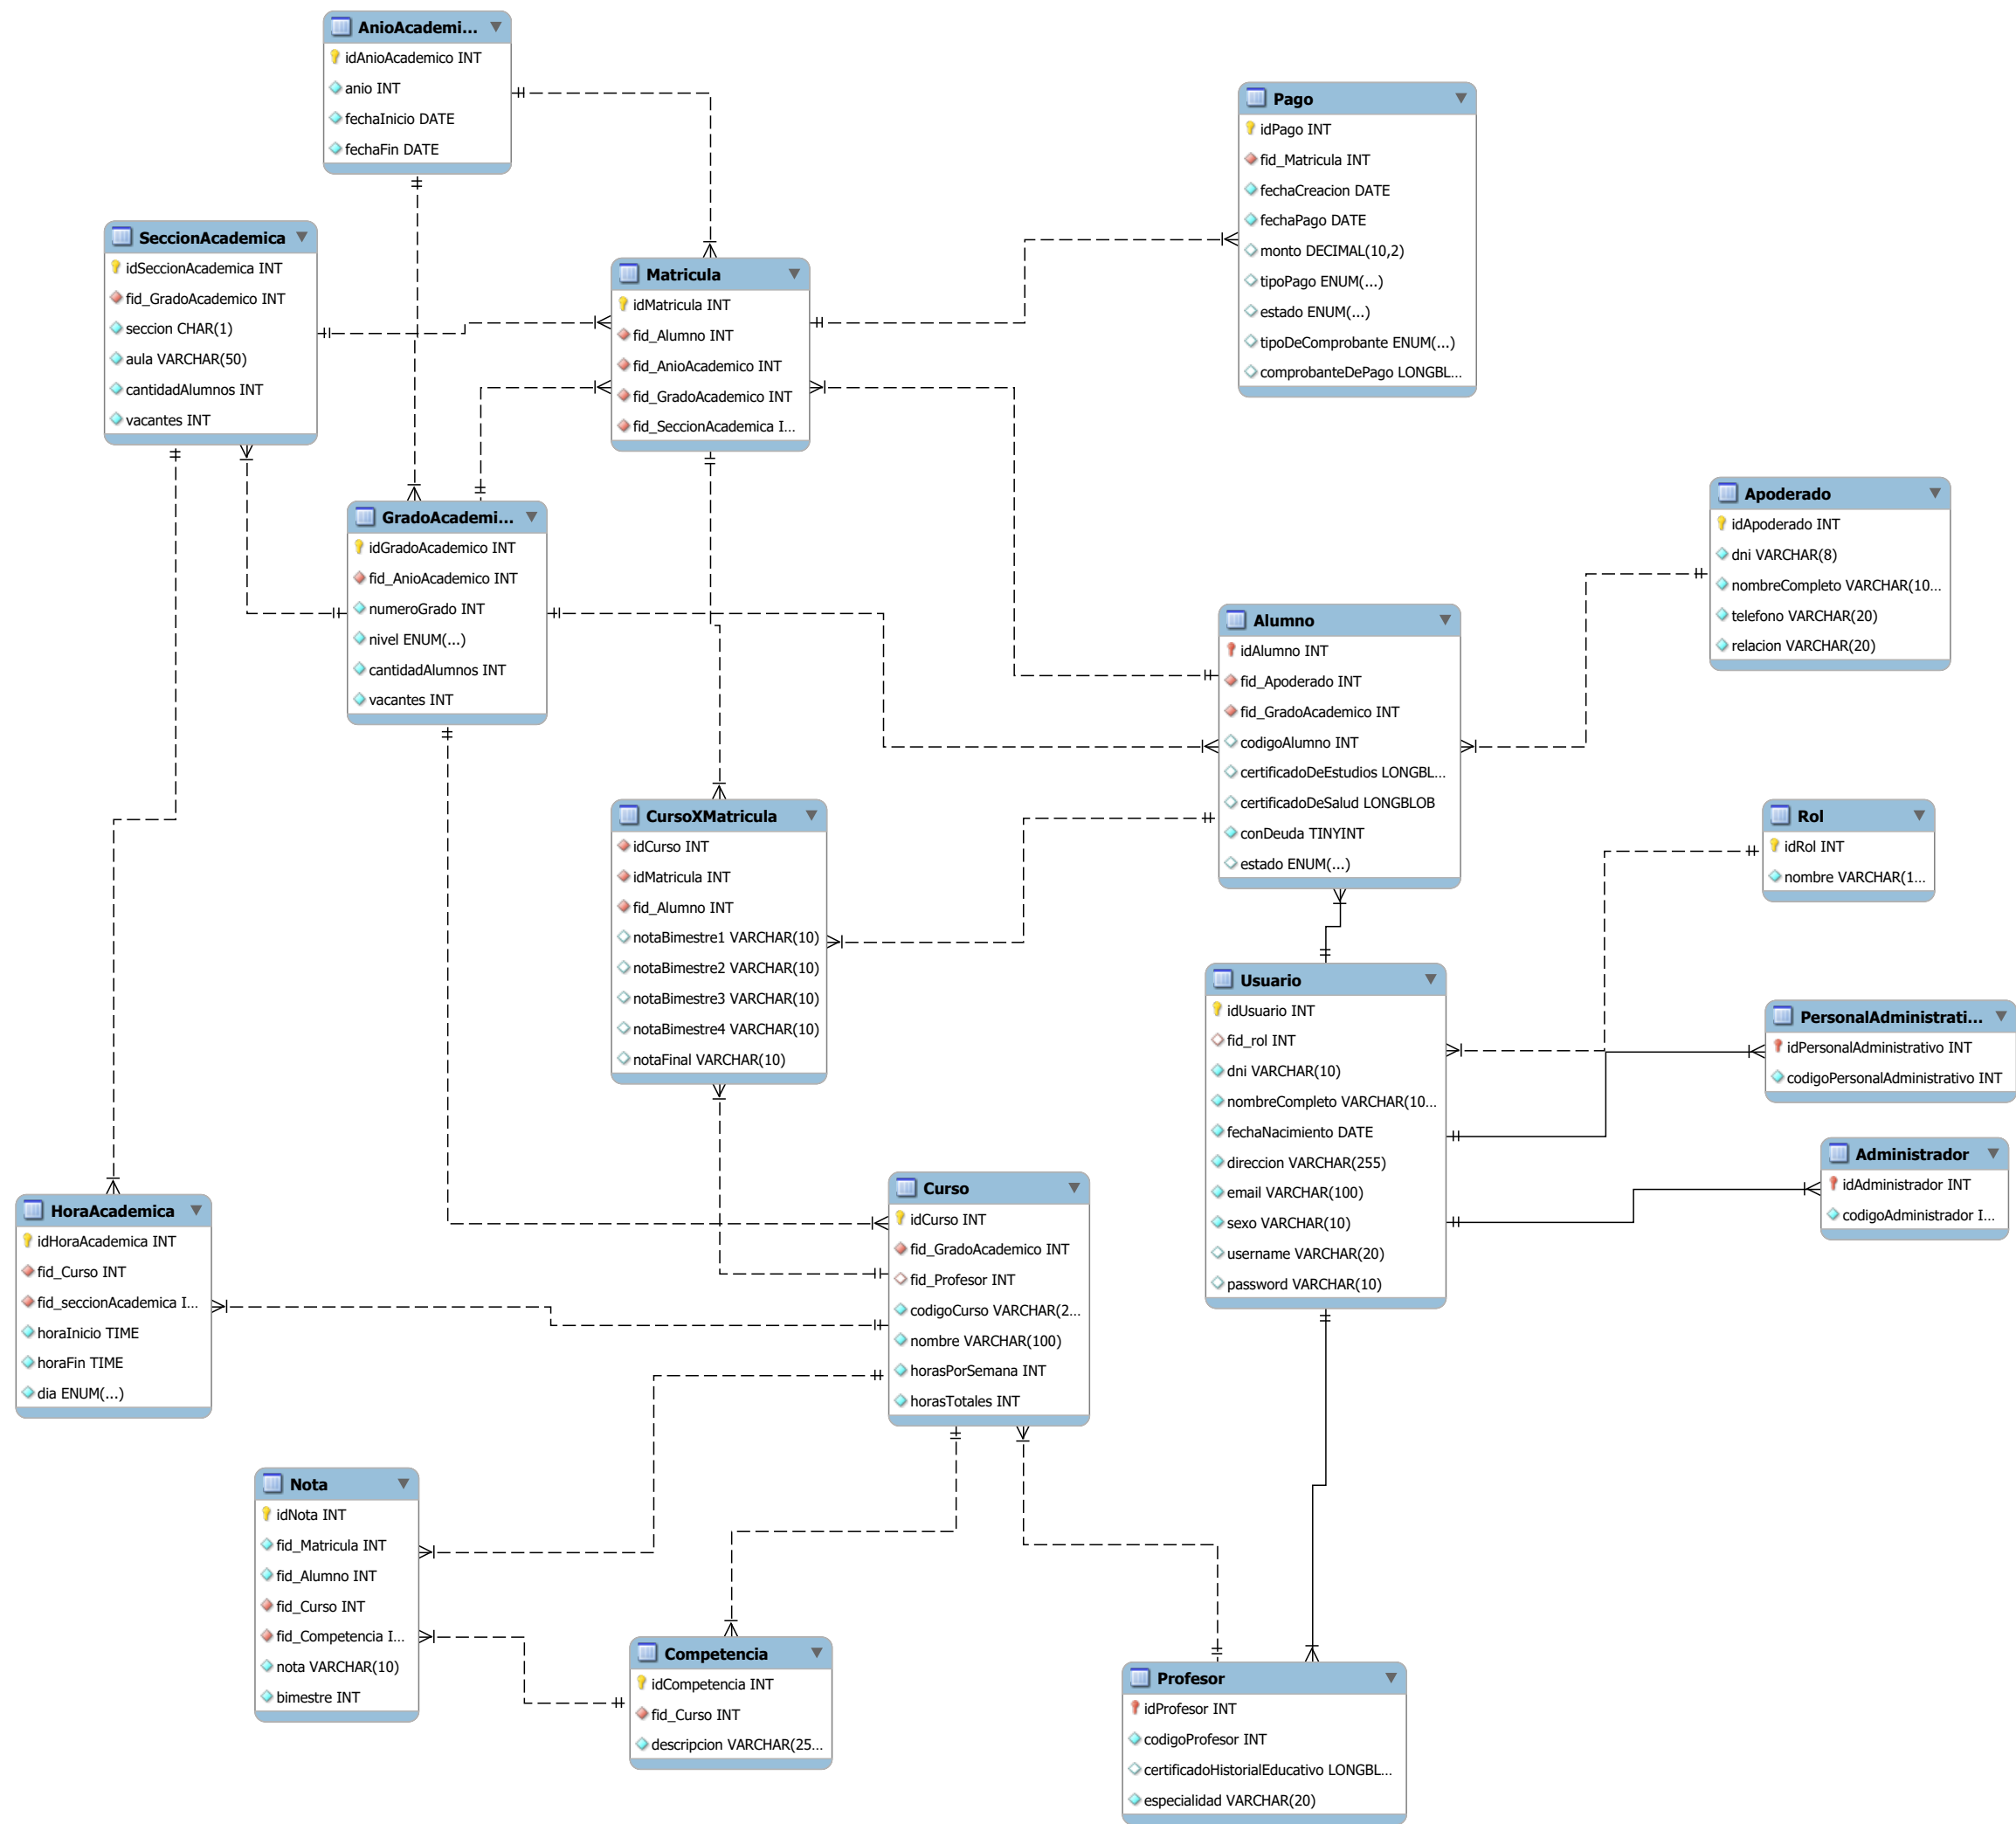 AnioAcademi...
idAnioAcademico INT
anio INT
fechaInicio DATE
fechaFin DATE
Pago
idPago INT
fid_Matricula INT
fechaCreacion DATE
fechaPago DATE
monto DECIMAL(10,2)
tipoPago ENUM(...)
estado ENUM(...)
tipoDeComprobante ENUM(...)
comprobanteDePago LONGBL...
SeccionAcademica
idSeccionAcademica INT
fid_GradoAcademico INT
seccion CHAR(1)
aula VARCHAR(50)
cantidadAlumnos INT
vacantes INT
Matricula
idMatricula INT
fid_Alumno INT
fid_AnioAcademico INT
fid_GradoAcademico INT
fid_SeccionAcademica I...
GradoAcademi...
idGradoAcademico INT
fid_AnioAcademico INT
numeroGrado INT
nivel ENUM(...)
cantidadAlumnos INT
vacantes INT
Apoderado
idApoderado INT
dni VARCHAR(8)
nombreCompleto VARCHAR(10...
telefono VARCHAR(20)
relacion VARCHAR(20)
Alumno
idAlumno INT
fid_Apoderado INT
fid_GradoAcademico INT
codigoAlumno INT
certificadoDeEstudios LONGBL...
certificadoDeSalud LONGBLOB
conDeuda TINYINT
estado ENUM(...)
CursoXMatricula
idCurso INT
idMatricula INT
fid_Alumno INT
notaBimestre1 VARCHAR(10)
notaBimestre2 VARCHAR(10)
notaBimestre3 VARCHAR(10)
notaBimestre4 VARCHAR(10)
notaFinal VARCHAR(10)
Rol
idRol INT
nombre VARCHAR(1...
Usuario
idUsuario INT
fid_rol INT
dni VARCHAR(10)
nombreCompleto VARCHAR(10...
fechaNacimiento DATE
direccion VARCHAR(255)
email VARCHAR(100)
sexo VARCHAR(10)
username VARCHAR(20)
password VARCHAR(10)
PersonalAdministrati...
idPersonalAdministrativo INT
codigoPersonalAdministrativo INT
Administrador
idAdministrador INT
codigoAdministrador I...
HoraAcademica
idHoraAcademica INT
fid_Curso INT
fid_seccionAcademica I...
horaInicio TIME
horaFin TIME
dia ENUM(...)
Curso
idCurso INT
fid_GradoAcademico INT
fid_Profesor INT
codigoCurso VARCHAR(2...
nombre VARCHAR(100)
horasPorSemana INT
horasTotales INT
Nota
idNota INT
fid_Matricula INT
fid_Alumno INT
fid_Curso INT
fid_Competencia I...
nota VARCHAR(10)
bimestre INT
Competencia
idCompetencia INT
fid_Curso INT
descripcion VARCHAR(25...
Profesor
idProfesor INT
codigoProfesor INT
certificadoHistorialEducativo LONGBL...
especialidad VARCHAR(20)